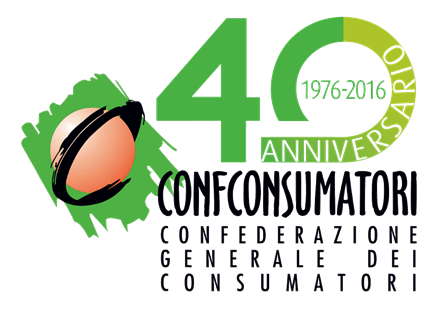 40
1976-2016
ANNIVERSARIO
CONFCONSUMATORI
CONFEDERAZIONE
GENERALE DEI
CONSUMATORI